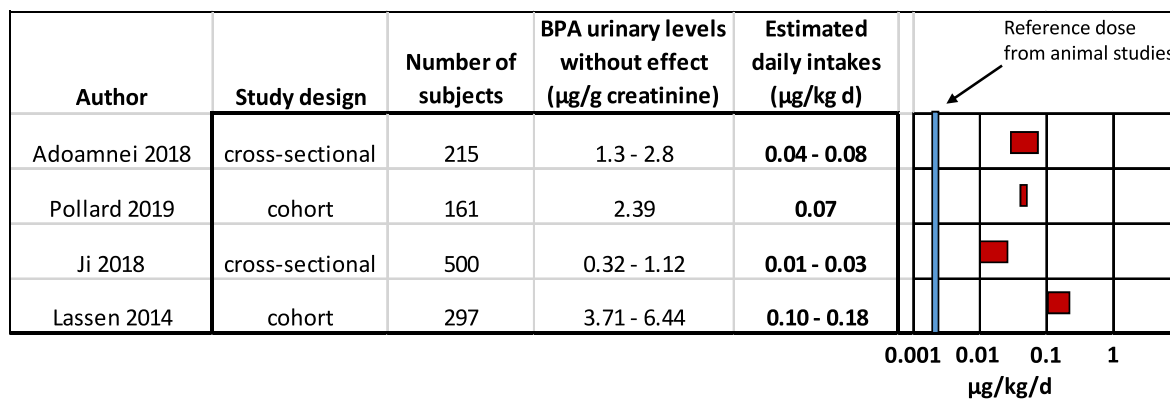 Author
Study design
Number of
subjects
BPA urinary levels
without effect
(µg/g creatinine)
Estimated
daily intakes
(µg/kg d)
Reference dose
from animal studies
Adoamnei 2018 cross-sectional 215 1.3 - 2.8 0.04 - 0.08
Pollard 2019 cohort 161 2.39 0.07
Ji 2018 cross-sectional 500 0.32 - 1.12 0.01 - 0.03
Lassen 2014 cohort 297 3.71 - 6.44 0.10 - 0.18
0.001 0.01 0.1 1
µg/kg/d